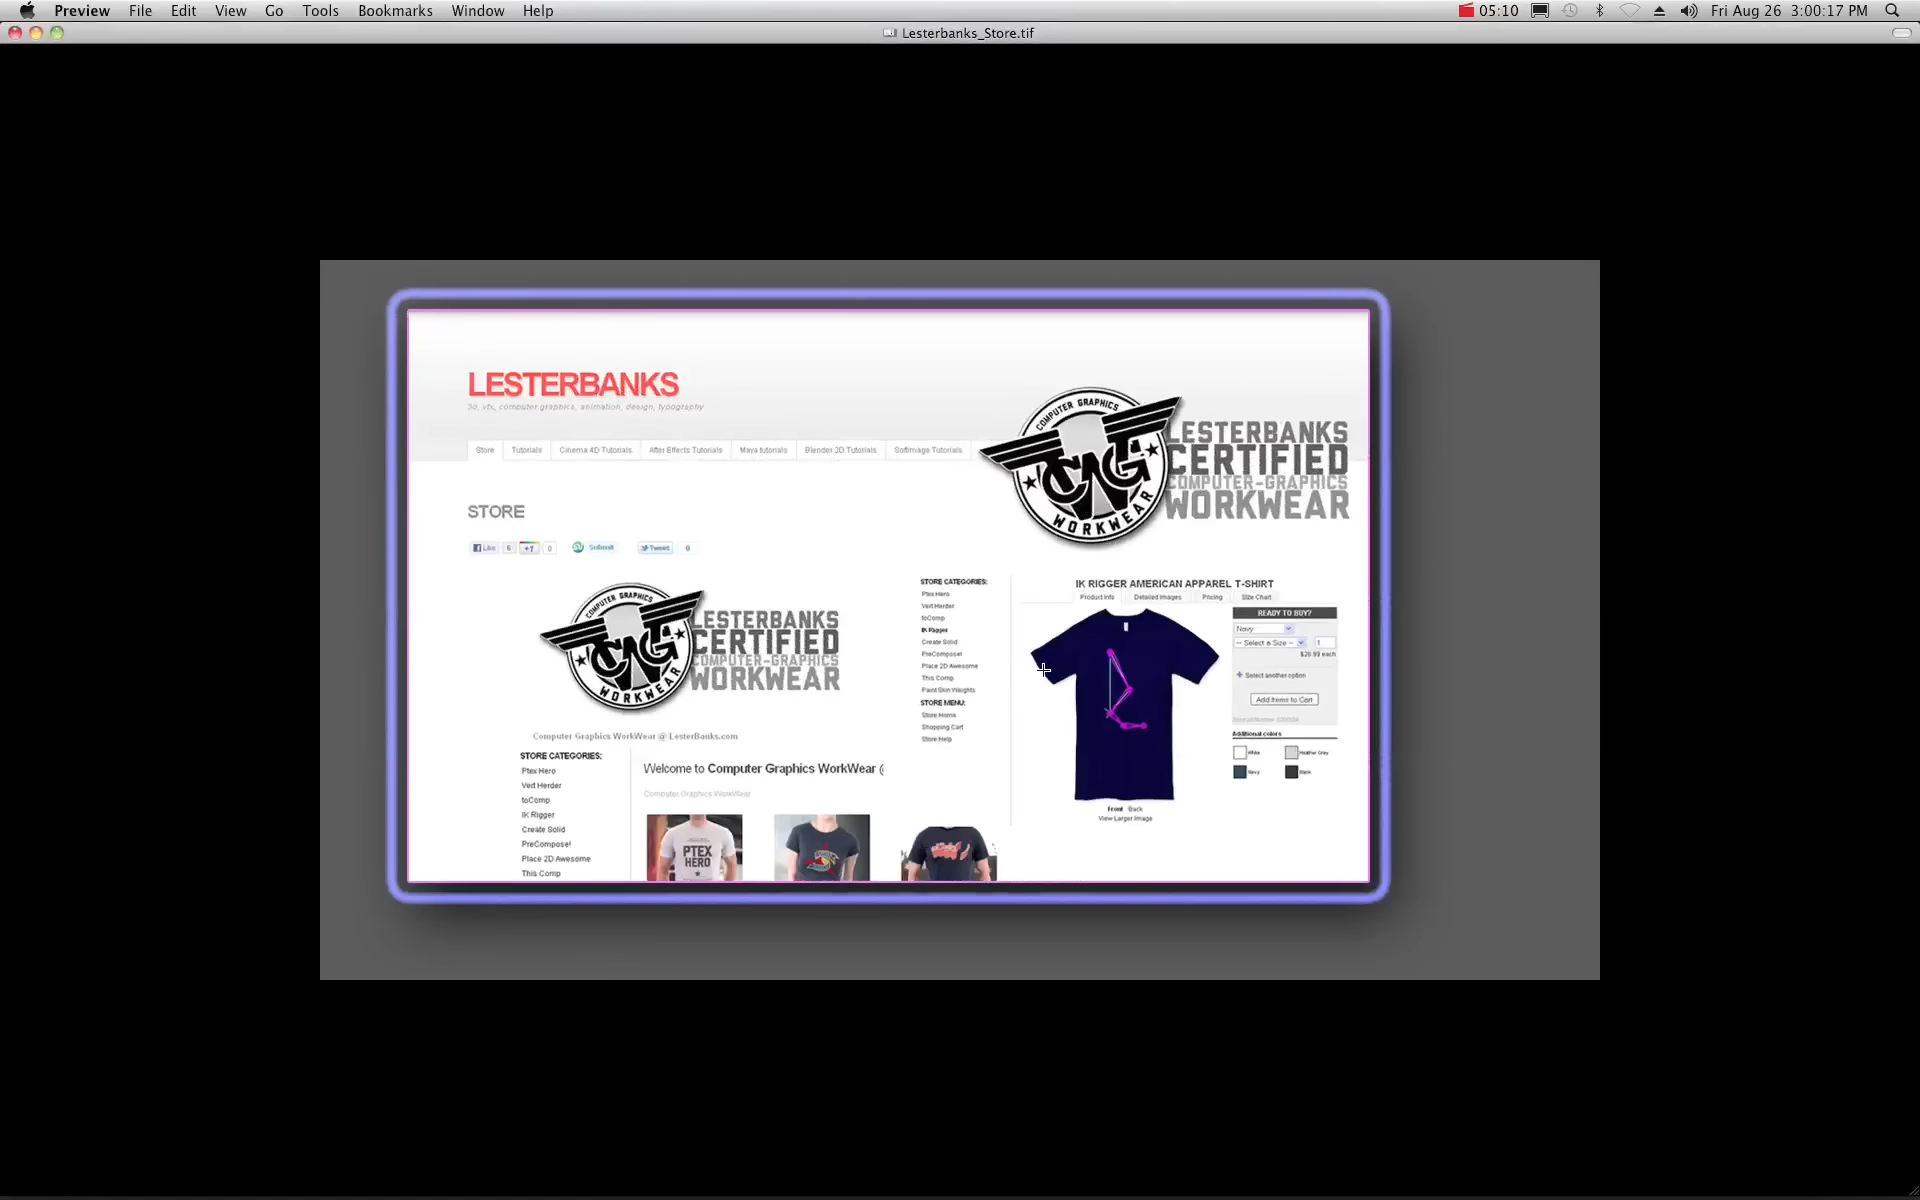 Preview File Edit View Go Tools Bookmarks Window Help 05:10 Fri Aug 26 3:00:17 PM
Lesterbanks_Store.tif
LESTERBANKS
3d, vfx, computer graphics, animation, design, typography
Store Tutorials Cinema 4D Tutorials After Effects Tutorials Maya tutorials Blender 3D Tutorials Softimage Tutorials
COMPUTER GRAPHICS
CG
WORKWEAR
LESTERBANKS
CERTIFIED
COMPUTER-GRAPHICS
WORKWEAR
STORE
Like 6 +1 0 Submit Tweet 0
COMPUTER GRAPHICS
CG
WORKWEAR
LESTERBANKS
CERTIFIED
COMPUTER-GRAPHICS
WORKWEAR
Computer Graphics WorkWear @ LesterBanks.com
STORE CATEGORIES:
Ptex Hero
Vert Herder
toComp
IK Rigger
Create Solid
PreCompose!
Place 2D Awesome
This Comp
Welcome to Computer Graphics WorkWear @
Computer Graphics WorkWear
PTEX
HERO
STORE CATEGORIES:
Ptex Hero
Vert Herder
toComp
IK Rigger
Create Solid
PreCompose!
Place 2D Awesome
This Comp
Paint Skin Weights
STORE MENU:
Store Home
Shopping Cart
Store Help
IK RIGGER AMERICAN APPAREL T-SHIRT
Product Info Detailed Images Pricing Size Chart
READY TO BUY?
Navy
-- Select a Size -- 1
$26.99 each
Select another option
Add Items to Cart
Additional colors
White Heather Grey
Navy Black
Front Back
View Larger Image